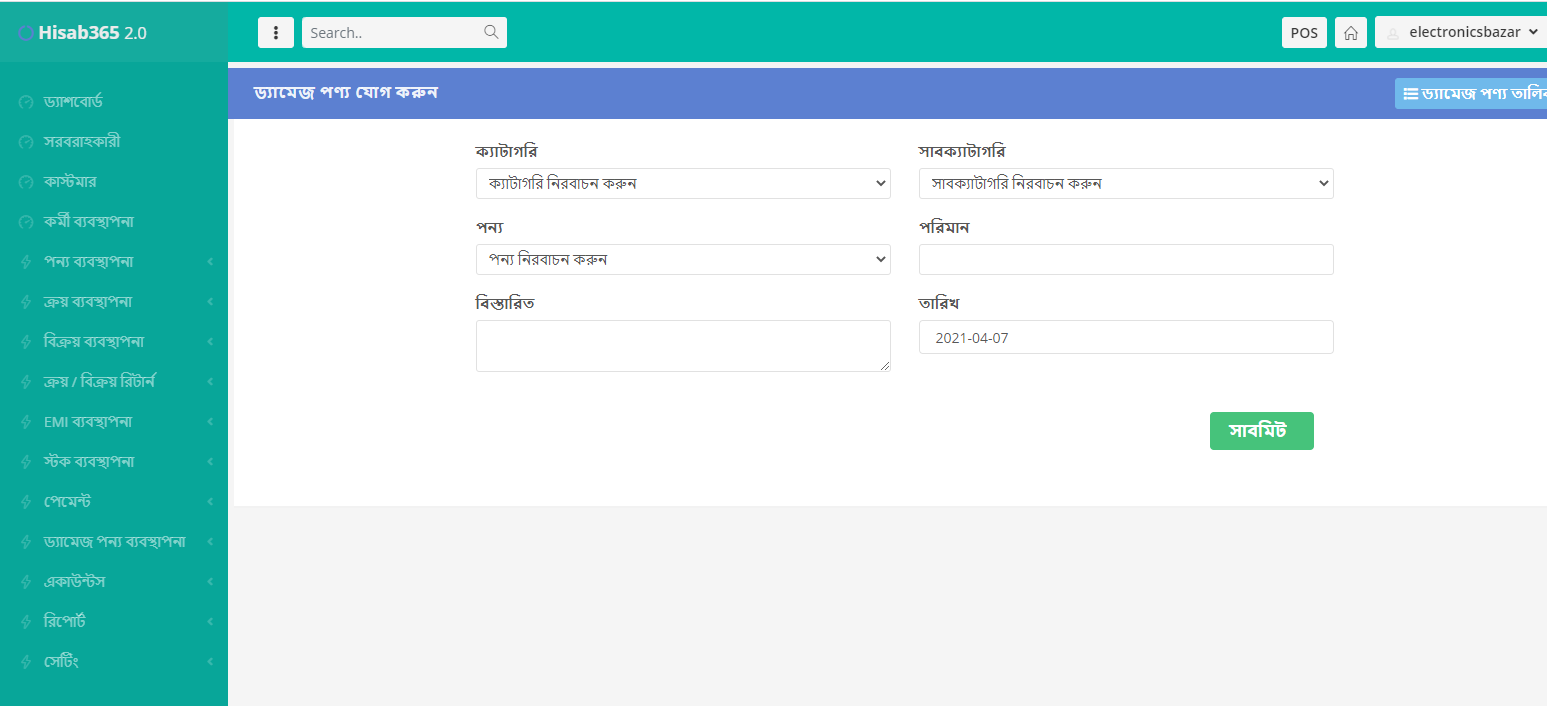 Hisab365 2.0
Search..
POS
electronicsbazar
ড্যাশবোর্ড
সরবরাহকারী
কাস্টমার
কর্মী ব্যবস্থাপনা
পন্য ব্যবস্থাপনা
ক্রয় ব্যবস্থাপনা
বিক্রয় ব্যবস্থাপনা
ক্রয় / বিক্রয় রিটার্ন
EMI ব্যবস্থাপনা
স্টক ব্যবস্থাপনা
পেমেন্ট
ড্যামেজ পন্য ব্যবস্থাপনা
একাউন্টস
রিপোর্ট
সেটিং
ড্যামেজ পণ্য যোগ করুন
ড্যামেজ পণ্য
ক্যাটাগরি
ক্যাটাগরি নিরবাচন করুন
সাবক্যাটাগরি
সাবক্যাটাগরি নিরবাচন করুন
পন্য
পন্য নিরবাচন করুন
পরিমান
বিস্তারিত
তারিখ
2021-04-07
সাবমিট